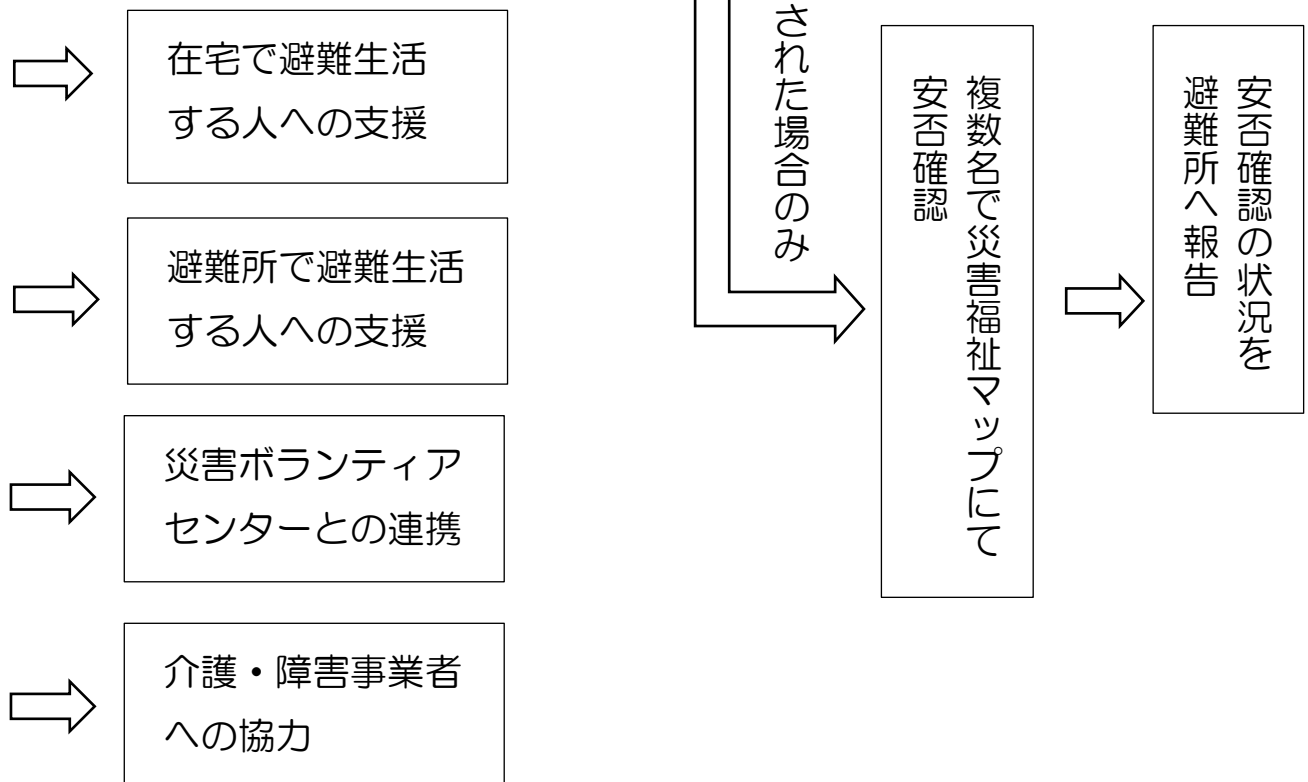 在宅で避難生活
する人への支援
避難所で避難生活
する人への支援
災害ボランティア
センターとの連携
介護・障害事業者
への協力
された場合のみ
複数名で災害福祉マップにて
安否確認
安否確認の状況を
避難所へ報告